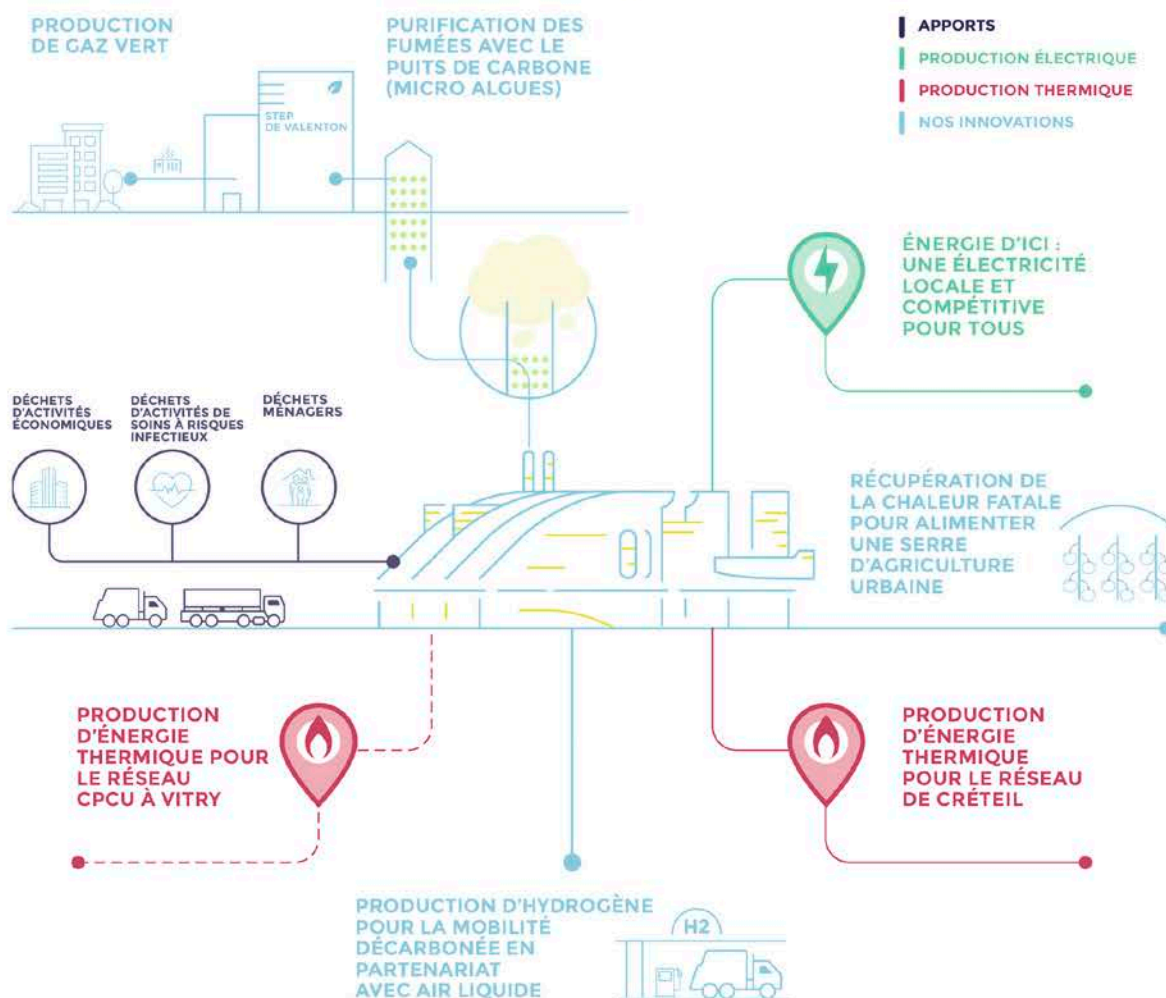 PRODUCTION
DE GAZ VERT
PURIFICATION DES
FUMÉES AVEC LE
PUITS DE CARBONE
(MICRO ALGUES)
APPORTS
PRODUCTION ÉLECTRIQUE
PRODUCTION THERMIQUE
NOS INNOVATIONS
STEP
DE VALENTON
ÉNERGIE D'ICI :
UNE ÉLECTRICITÉ
LOCALE ET
COMPÉTITIVE
POUR TOUS
DÉCHETS
D'ACTIVITÉS
ÉCONOMIQUES
DÉCHETS
D'ACTIVITÉS DE
SOINS À RISQUES
INFECTIEUX
DÉCHETS
MÉNAGERS
RÉCUPÉRATION DE
LA CHALEUR FATALE
POUR ALIMENTER
UNE SERRE
D'AGRICULTURE
URBAINE
PRODUCTION
D'ÉNERGIE
THERMIQUE POUR
LE RÉSEAU
CPCU À VITRY
PRODUCTION
D'ÉNERGIE
THERMIQUE
POUR LE RÉSEAU
DE CRÉTEIL
PRODUCTION D'HYDROGÈNE
POUR LA MOBILITÉ
DÉCARBONÉE EN
PARTENARIAT
AVEC AIR LIQUIDE
H2